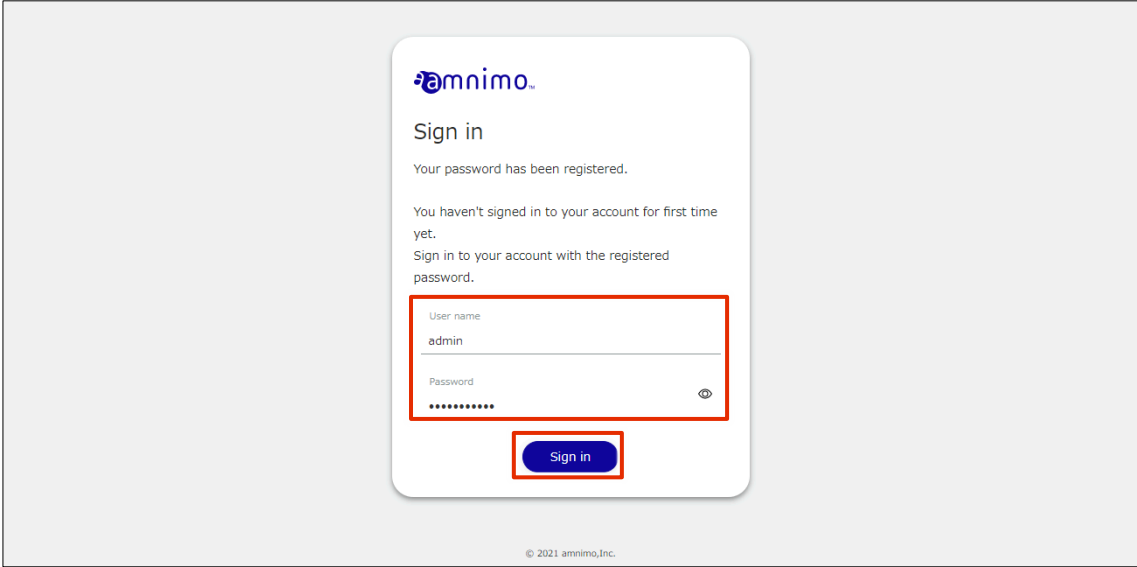 amnimo™
Sign in
Your password has been registered.
You haven't signed in to your account for first time
yet.
Sign in to your account with the registered
password.
User name
admin
Password
•••••••••••
Sign in
© 2021 amnimo,Inc.